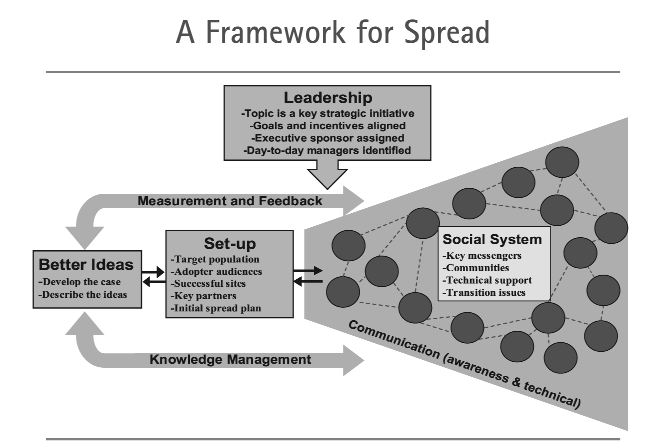 A Framework for Spread
Leadership
-Topic is a key strategic initiative
-Goals and incentives aligned
-Executive sponsor assigned
-Day-to-day managers identified
Measurement and Feedback
Better Ideas
-Develop the case
-Describe the ideas
Set-up
-Target population
-Adopter audiences
-Successful sites
-Key partners
-Initial spread plan
Social System
-Key messengers
-Communities
-Technical support
-Transition issues
Knowledge Management
Communication (awareness & technical)